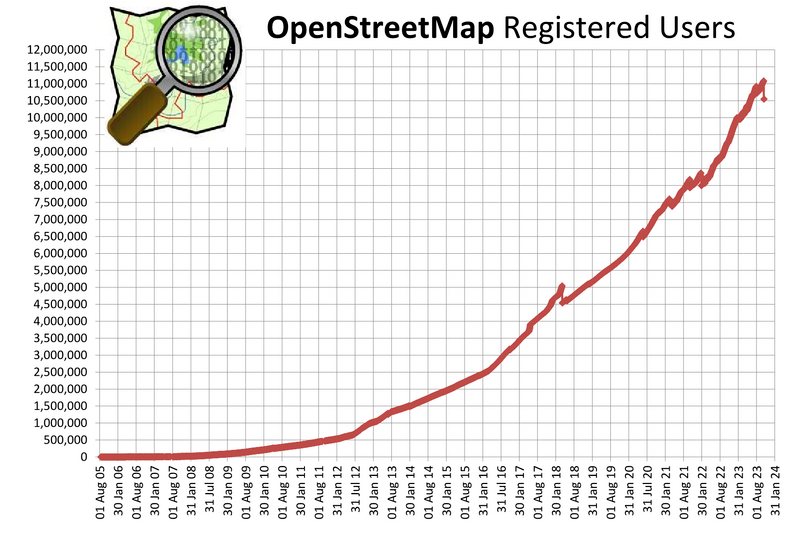 OpenStreetMap Registered Users
12,000,000
11,500,000
11,000,000
10,500,000
10,000,000
9,500,000
9,000,000
8,500,000
8,000,000
7,500,000
7,000,000
6,500,000
6,000,000
5,500,000
5,000,000
4,500,000
4,000,000
3,500,000
3,000,000
2,500,000
2,000,000
1,500,000
1,000,000
500,000
0
01 Aug 05
30 Jan 06
01 Aug 06
30 Jan 07
01 Aug 07
31 Jan 08
31 Jul 08
30 Jan 09
01 Aug 09
30 Jan 10
01 Aug 10
30 Jan 11
01 Aug 11
31 Jan 12
31 Jul 12
30 Jan 13
01 Aug 13
30 Jan 14
01 Aug 14
30 Jan 15
01 Aug 15
31 Jan 16
31 Jul 16
30 Jan 17
01 Aug 17
30 Jan 18
01 Aug 18
31 Jan 19
01 Aug 19
31 Jan 20
31 Jul 20
30 Jan 21
01 Aug 21
30 Jan 22
01 Aug 22
31 Jan 23
01 Aug 23
31 Jan 24